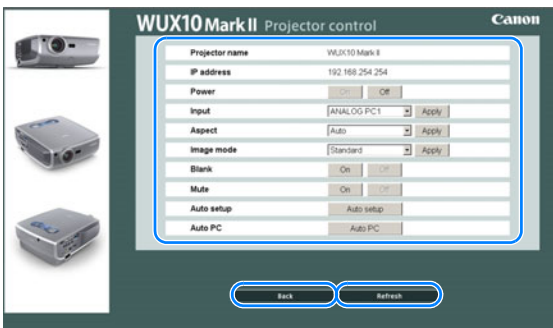 WUX10 Mark II Projector control Canon
Projector name WUX10 Mark II
IP address 192.168.254.254
Power On Off
Input ANALOG PC1 Apply
Aspect Auto Apply
Image mode Standard Apply
Blank On Off
Mute On Off
Auto setup Auto setup
Auto PC Auto PC
Back Refresh